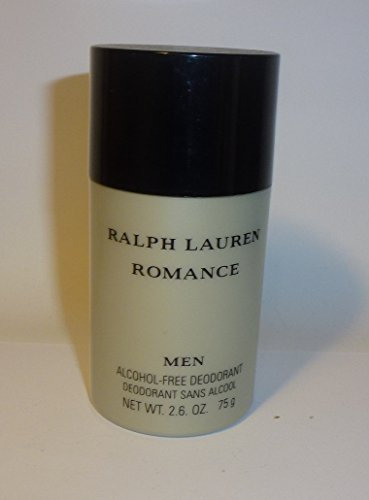 RALPH LAUREN
ROMANCE
MEN
ALCOHOL-FREE DEODORANT
DEODORANT SANS ALCOOL
NET WT. 2.6. OZ. 75 g